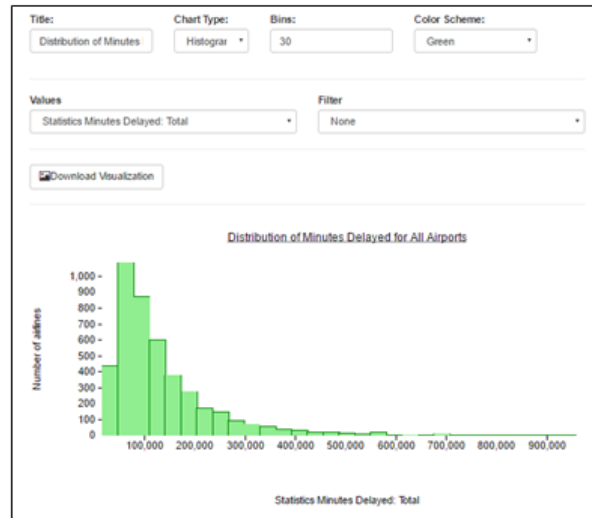 Title: Chart Type: Bins: Color Scheme:
Distribution of Minutes Histograr 30 Green
Values Filter
Statistics Minutes Delayed: Total None
Download Visualization
Distribution of Minutes Delayed for All Airports
1,000
900
800
700
600
500
400
300
200
100
0
Number of airlines
100,000 200,000 300,000 400,000 500,000 600,000 700,000 800,000 900,000
Statistics Minutes Delayed: Total